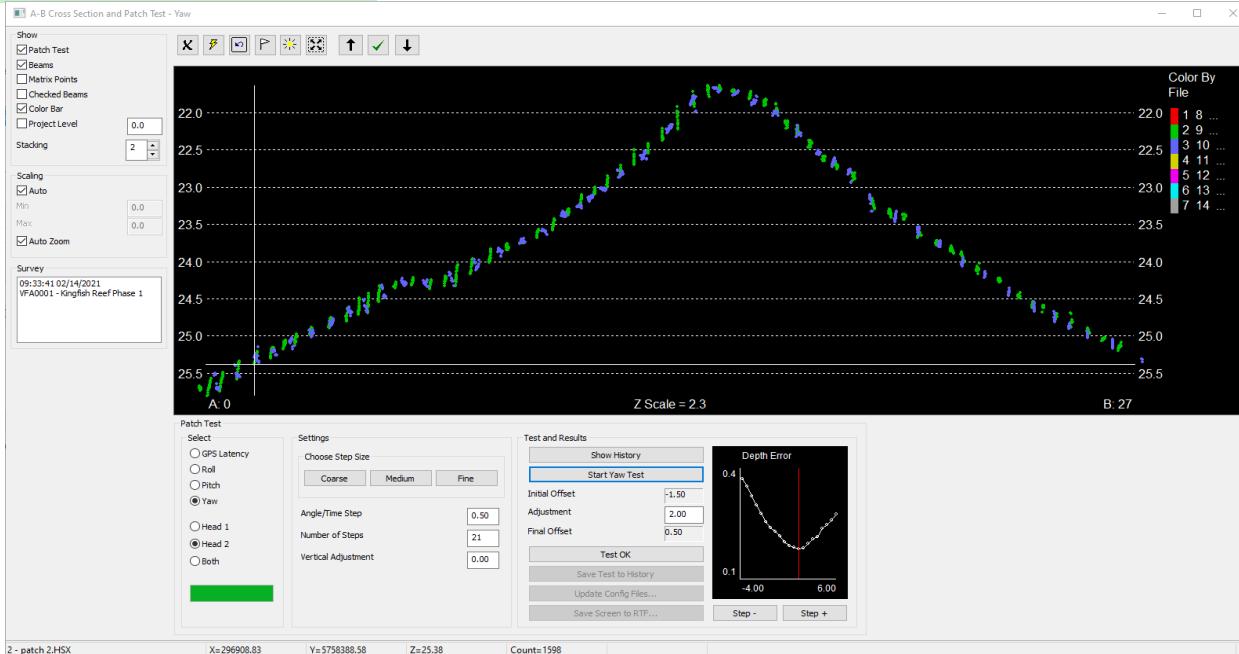 A-B Cross Section and Patch Test - Yaw
Show
Patch Test
Beams
Matrix Points
Checked Beams
Color Bar
Project Level 0.0
Stacking 2
Scaling
Auto
Min 0.0
Max 0.0
Auto Zoom
Survey
09:33:41 02/14/2021
VFA0001 - Kingfish Reef Phase 1
Color By
File
1 8 ...
2 9 ...
3 10 ...
4 11 ...
5 12 ...
6 13 ...
7 14 ...
22.0 22.0
22.5 22.5
23.0 23.0
23.5 23.5
24.0 24.0
24.5 24.5
25.0 25.0
25.5 25.5
A: 0 Z Scale = 2.3 B: 27
Patch Test
Select
GPS Latency
Roll
Pitch
Yaw
Head 1
Head 2
Both
Settings
Choose Step Size
Coarse Medium Fine
Angle/Time Step 0.50
Number of Steps 21
Vertical Adjustment 0.00
Test and Results
Show History
Start Yaw Test
Initial Offset -1.50
Adjustment 2.00
Final Offset 0.50
Test OK
Save Test to History
Update Config Files...
Save Screen to RTF...
Depth Error
0.4
0.1
-4.00 6.00
Step - Step +
2 - patch 2.HSX X=296908.83 Y=5758388.58 Z=25.38 Count=1598